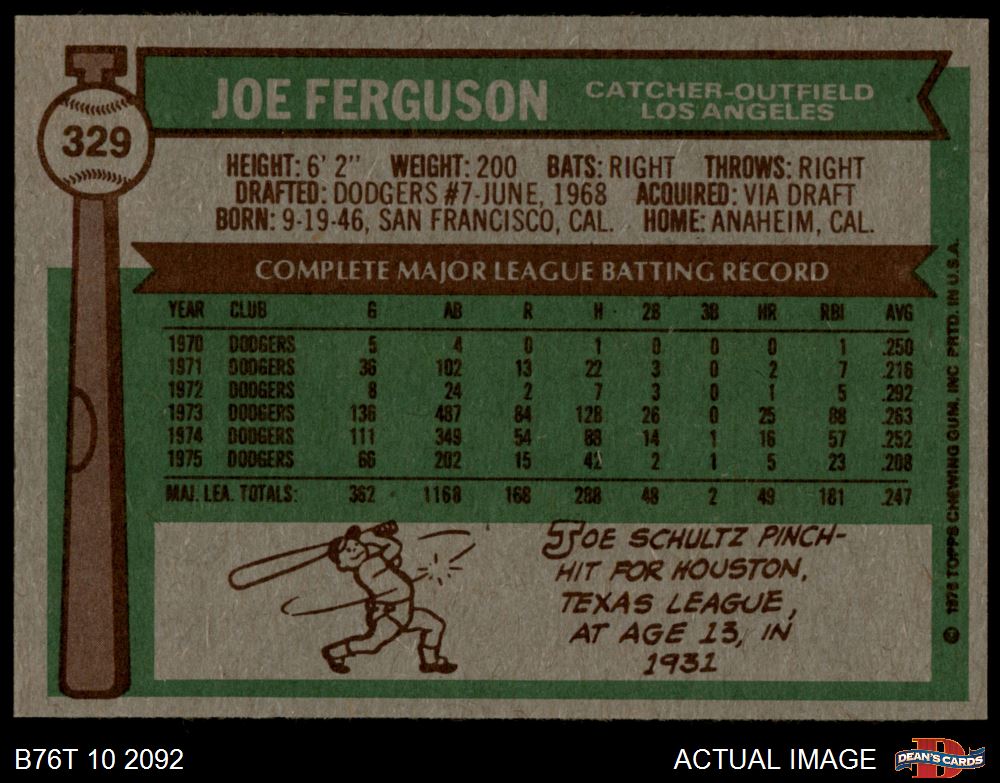 329
JOE FERGUSON
CATCHER-OUTFIELD
LOS ANGELES
HEIGHT: 6' 2" WEIGHT: 200 BATS: RIGHT THROWS: RIGHT
DRAFTED: DODGERS #7-JUNE, 1968 ACQUIRED: VIA DRAFT
BORN: 9-19-46, SAN FRANCISCO, CAL. HOME: ANAHEIM, CAL.
COMPLETE MAJOR LEAGUE BATTING RECORD
YEAR CLUB G AB R H 2B 3B HR RBI AVG
1970 DODGERS 5 4 0 1 0 0 0 1 .250
1971 DODGERS 36 102 13 22 3 0 2 7 .216
1972 DODGERS 8 24 2 7 3 0 1 5 .292
1973 DODGERS 136 487 84 128 26 0 25 88 .263
1974 DODGERS 111 349 54 88 14 1 16 57 .252
1975 DODGERS 66 202 15 42 2 1 5 23 .208
MAJ. LEA. TOTALS: 362 1168 168 288 48 2 49 181 .247
JOE SCHULTZ PINCH-
HIT FOR HOUSTON,
TEXAS LEAGUE,
AT AGE 13, IN
1931
© 1976 TOPPS CHEWING GUM, INC PRTD. IN U.S.A.
B76T 10 2092
ACTUAL IMAGE
D
DEAN'S CARDS